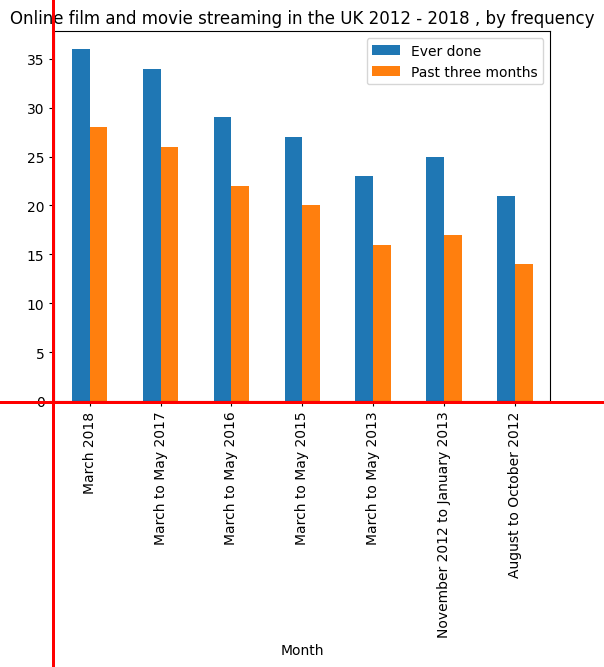 Online film and movie streaming in the UK 2012 - 2018 , by frequency
Ever done
Past three months
35
30
25
20
15
10
5
0
March 2018
March to May 2017
March to May 2016
March to May 2015
March to May 2013
November 2012 to January 2013
August to October 2012
Month